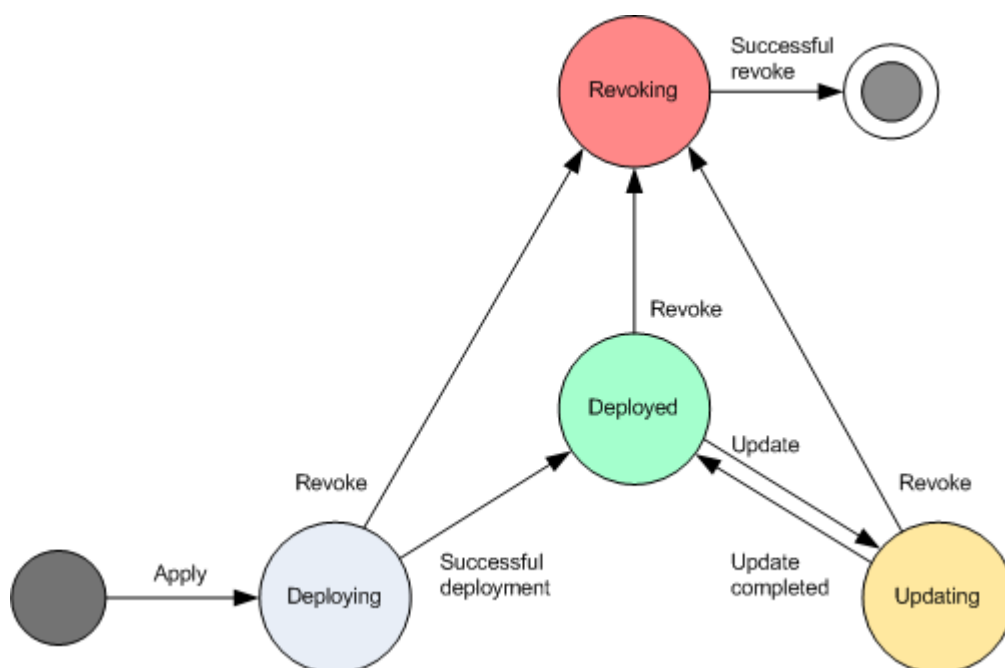 Successful
revoke
Revoking
Revoke
Deployed
Update
Revoke
Revoke
Successful
deployment
Update
completed
Apply
Deploying
Updating